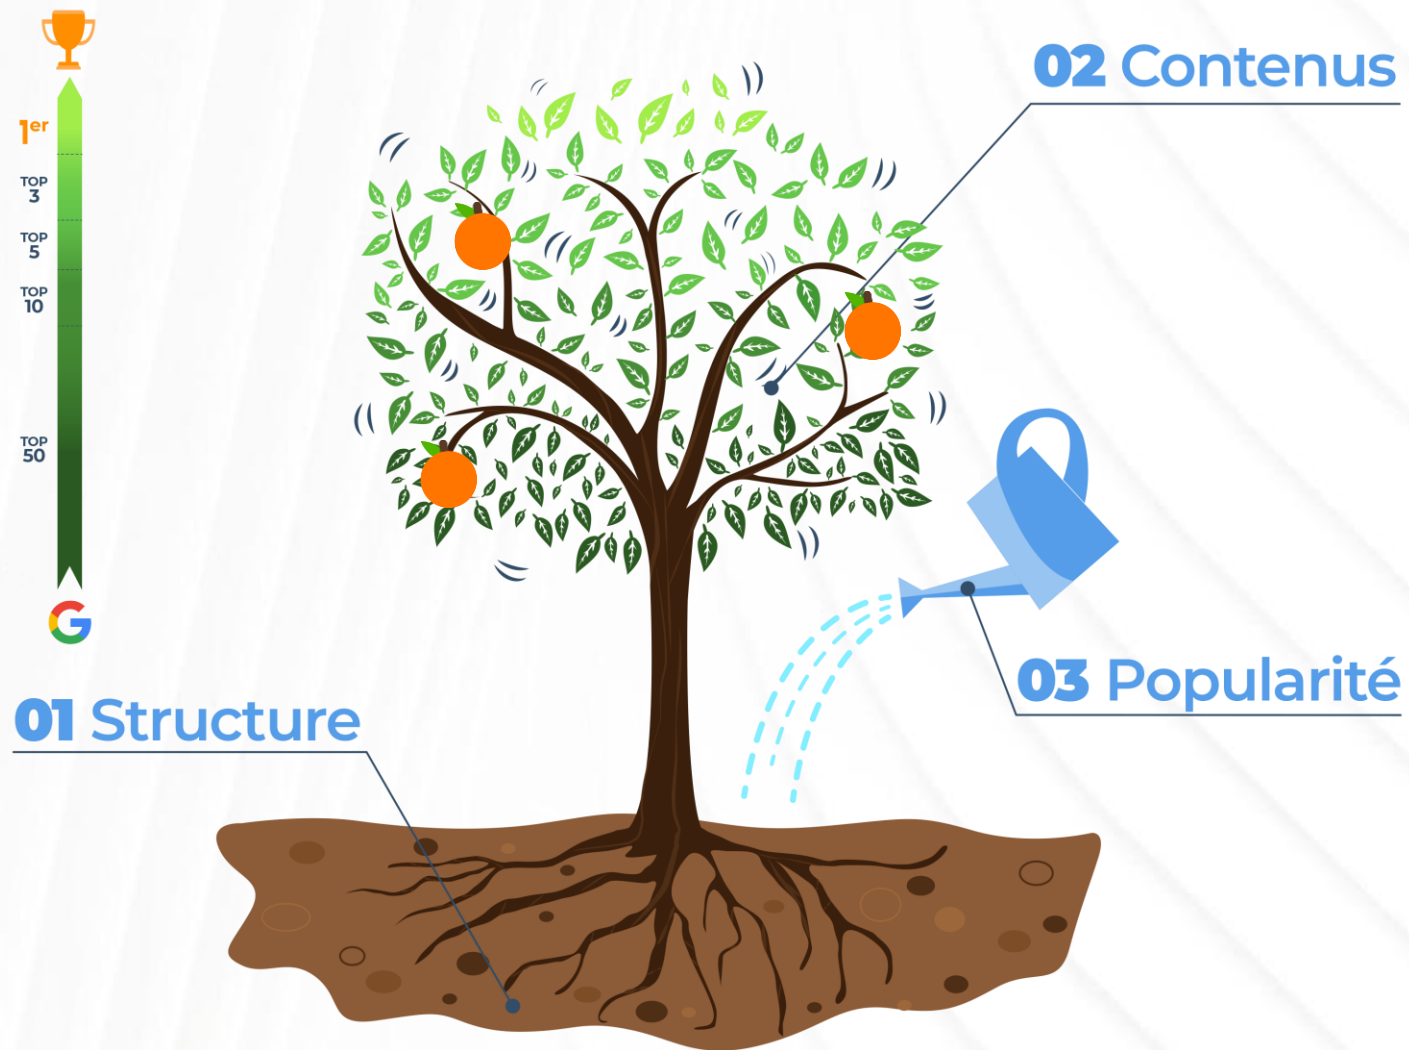 1er
TOP
3
TOP
5
TOP
10
TOP
50
G
02 Contenus
03 Popularité
01 Structure